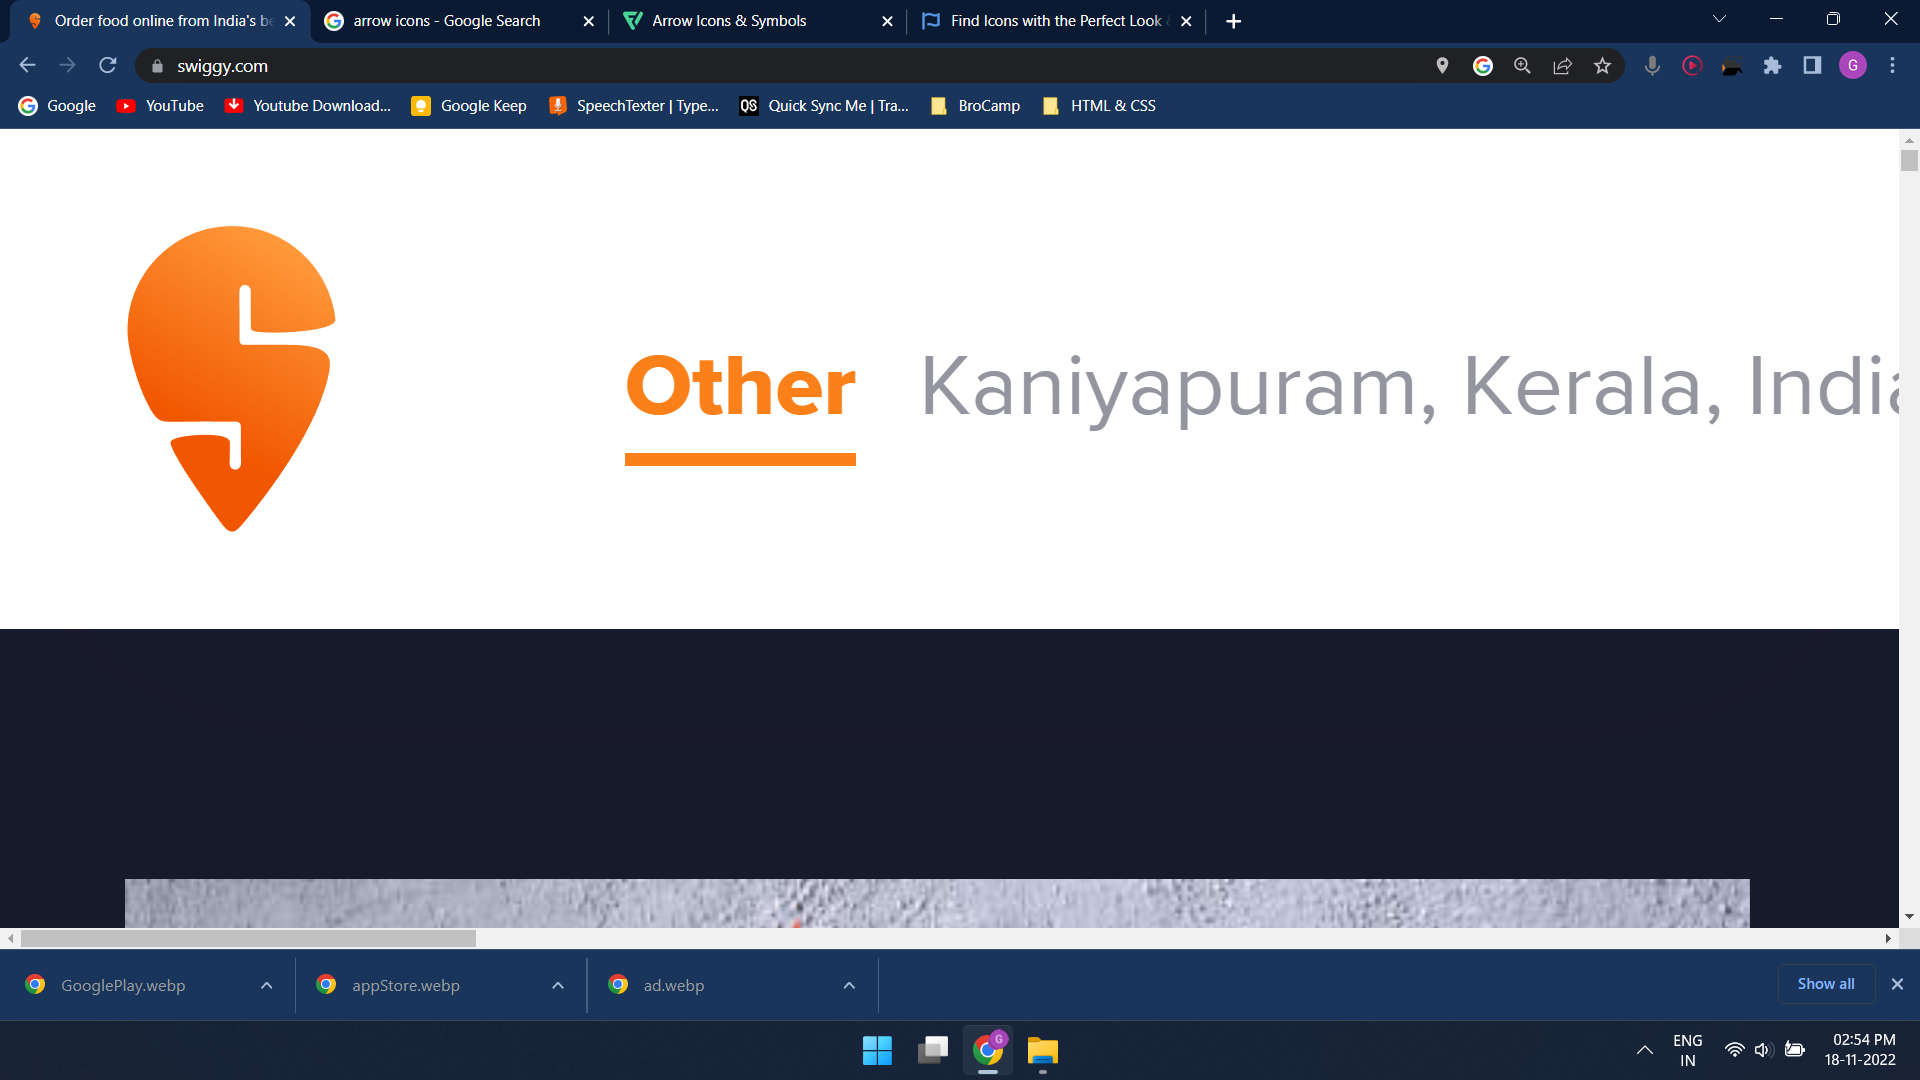 Order food online from India's be
arrow icons - Google Search
Arrow Icons & Symbols
Find Icons with the Perfect Look &
swiggy.com
G
Google
YouTube
Youtube Download...
Google Keep
QS
SpeechTexter | Type...
Quick Sync Me | Tra...
BroCamp
HTML & CSS
Other
Kaniyapuram, Kerala, India
GooglePlay.webp
appStore.webp
ad.webp
Show all
G
ENG
IN
02:54 PM
18-11-2022